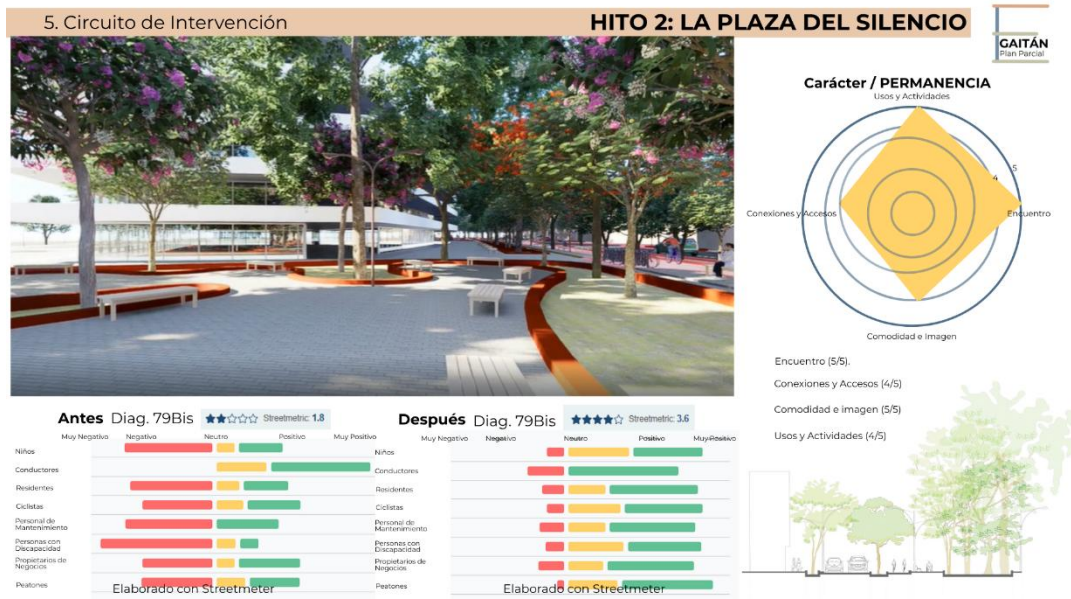 5. Circuito de Intervención
HITO 2: LA PLAZA DEL SILENCIO
GAITÁN
Plan Parcial
Carácter / PERMANENCIA
Usos y Actividades
5
4
Conexiones y Accesos
Encuentro
Comodidad e Imagen
Encuentro (5/5).
Conexiones y Accesos (4/5)
Comodidad e imagen (5/5)
Usos y Actividades (4/5)
Antes Diag. 79Bis Streetmetric: 1.8
Muy Negativo Negativo Neutro Positivo Muy Positivo
Niños
Conductores
Residentes
Ciclistas
Personal de
Mantenimiento
Personas con
Discapacidad
Propietarios de
Negocios
Peatones
Elaborado con Streetmeter
Después Diag. 79Bis Streetmetric: 3.6
Muy Negativo Negativo Neutro Positivo Muy Positivo
Niños
Conductores
Residentes
Ciclistas
Personal de
Mantenimiento
Personas con
Discapacidad
Propietarios de
Negocios
Peatones
Elaborado con Streetmeter